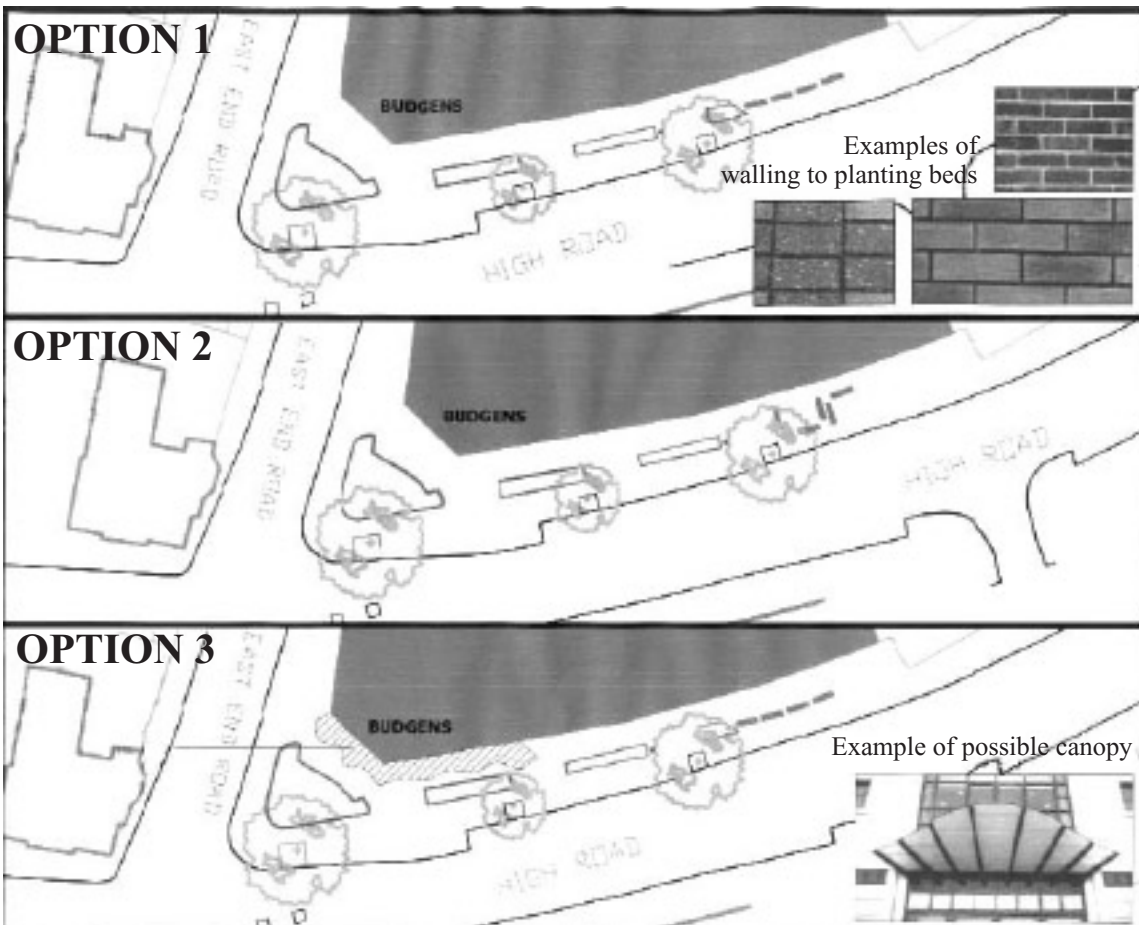 OPTION 1
EAST END ROAD
BUDGENS
HIGH ROAD
Examples of
walling to planting beds
OPTION 2
EAST END ROAD
BUDGENS
HIGH ROAD
OPTION 3
EAST END ROAD
BUDGENS
HIGH ROAD
Example of possible canopy